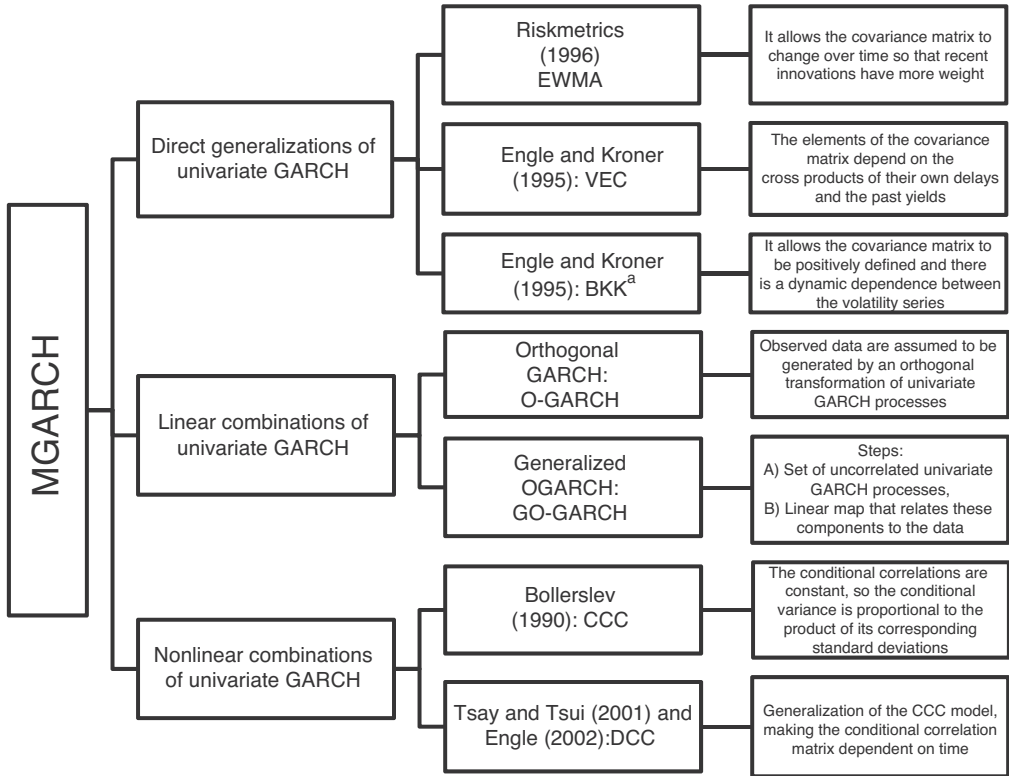 MGARCH
Direct generalizations of
univariate GARCH
Riskmetrics
(1996)
EWMA
It allows the covariance matrix to
change over time so that recent
innovations have more weight
Engle and Kroner
(1995): VEC
The elements of the covariance
matrix depend on the
cross products of their own delays
and the past yields
Engle and Kroner
(1995): BKKa
It allows the covariance matrix to
be positively defined and there
is a dynamic dependence between
the volatility series
Linear combinations of
univariate GARCH
Orthogonal
GARCH:
O-GARCH
Observed data are assumed to be
generated by an orthogonal
transformation of univariate
GARCH processes
Generalized
OGARCH:
GO-GARCH
Steps:
A) Set of uncorrelated univariate
GARCH processes,
B) Linear map that relates these
components to the data
Nonlinear combinations
of univariate GARCH
Bollerslev
(1990): CCC
The conditional correlations are
constant, so the conditional
variance is proportional to the
product of its corresponding
standard deviations
Tsay and Tsui (2001) and
Engle (2002):DCC
Generalization of the CCC model,
making the conditional correlation
matrix dependent on time